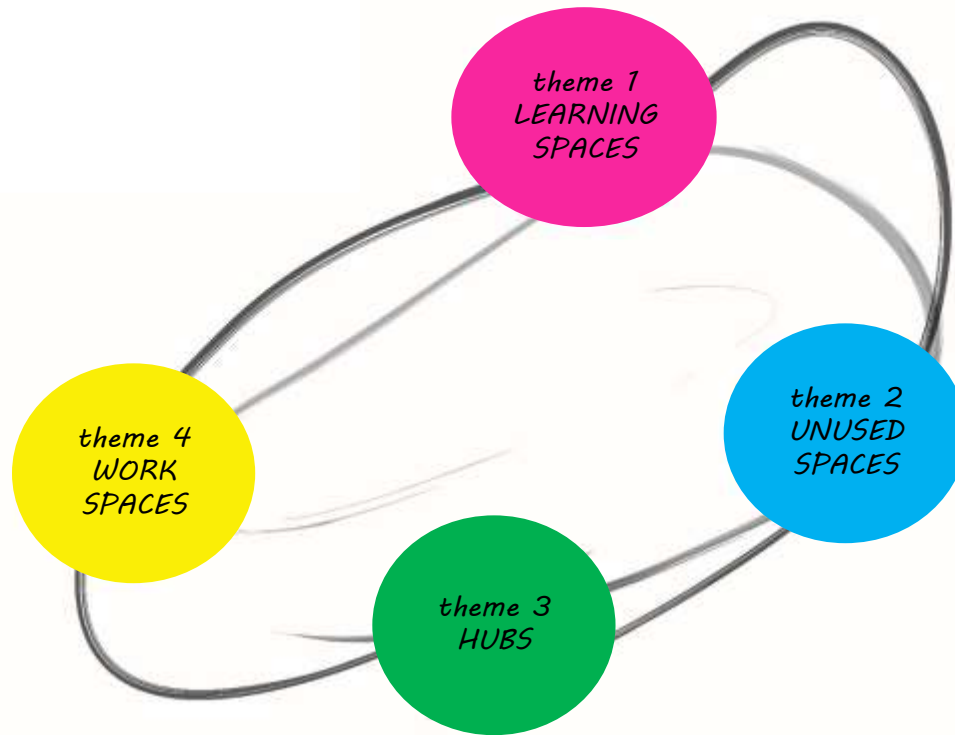 theme 1
LEARNING
SPACES
theme 2
UNUSED
SPACES
theme 3
HUBS
theme 4
WORK
SPACES